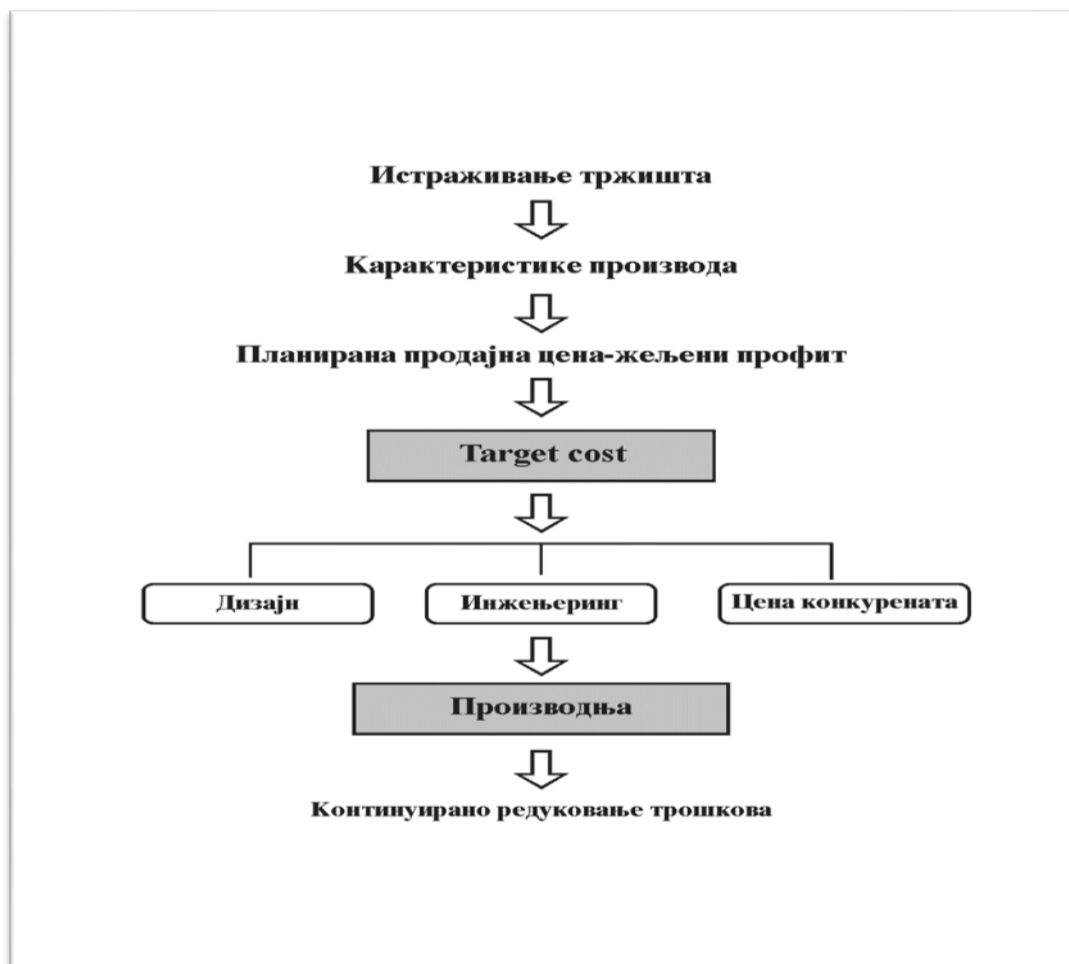 Истраживање тржишта
Карактеристике производа
Планирана продајна цена-жељени профит
Target cost
Дизајн
Инжењеринг
Цена конкурената
Производња
Континуирано редуковање трошкова